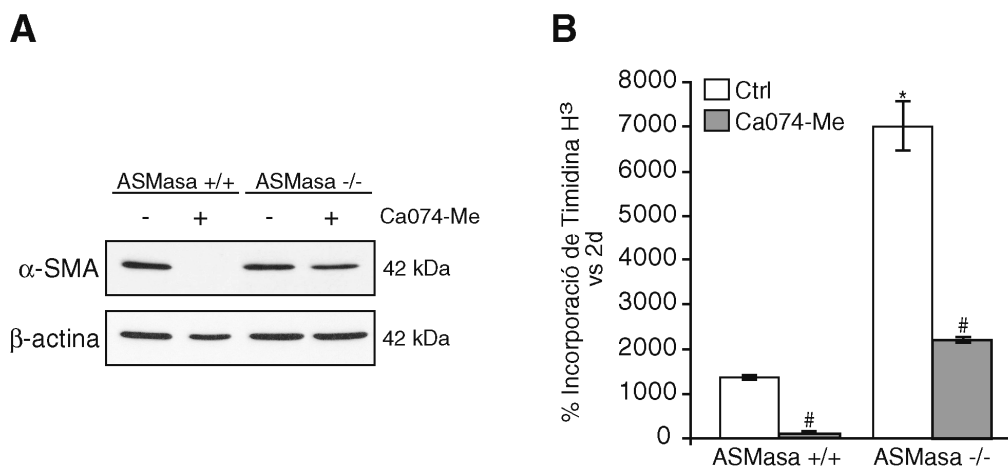 A
ASMasa +/+ ASMasa -/-
- + - + Ca074-Me
α-SMA 42 kDa
β-actina 42 kDa
B
% Incorporació de Timidina H³
vs 2d
8000
7000
6000
5000
4000
3000
2000
1000
0
Ctrl
Ca074-Me
*
#
#
ASMasa +/+ ASMasa -/-